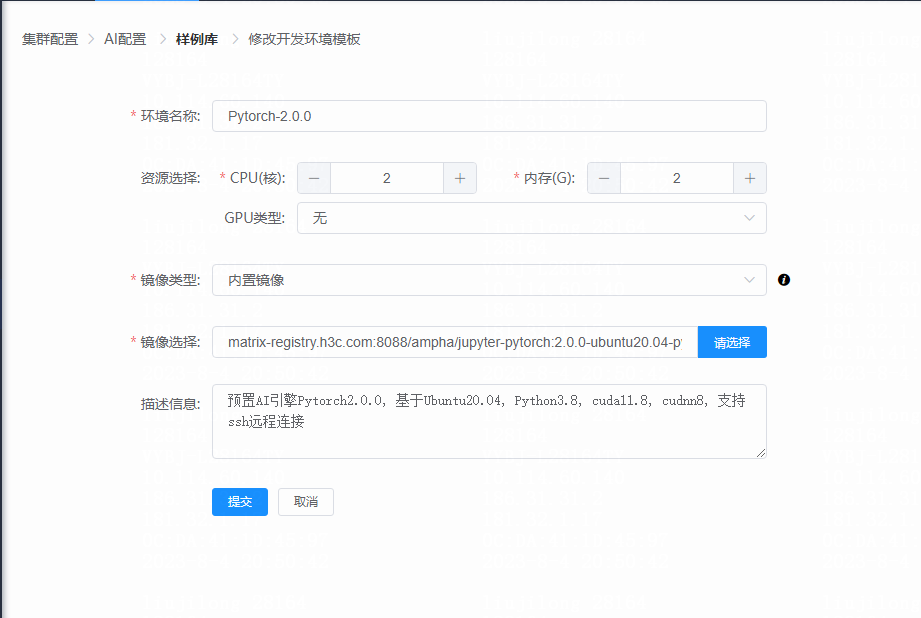 集群配置 > AI配置 > 样例库 > 修改开发环境模板
* 环境名称: Pytorch-2.0.0
资源选择: * CPU(核): − 2 + * 内存(G): − 2 +
GPU类型: 无
* 镜像类型: 内置镜像
* 镜像选择: matrix-registry.h3c.com:8088/ampha/jupyter-pytorch:2.0.0-ubuntu20.04-py 请选择
描述信息: 预置AI引擎Pytorch2.0.0, 基于Ubuntu20.04, Python3.8, cuda11.8, cudnn8, 支持
ssh远程连接
提交 取消